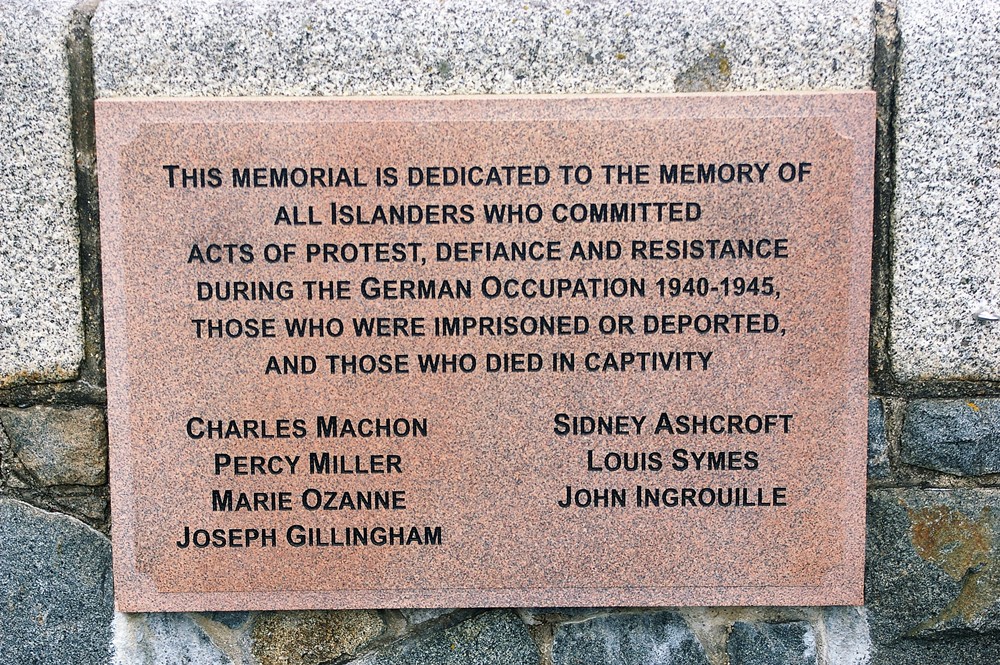 THIS MEMORIAL IS DEDICATED TO THE MEMORY OF
ALL ISLANDERS WHO COMMITTED
ACTS OF PROTEST, DEFIANCE AND RESISTANCE
DURING THE GERMAN OCCUPATION 1940-1945,
THOSE WHO WERE IMPRISONED OR DEPORTED,
AND THOSE WHO DIED IN CAPTIVITY
CHARLES MACHON
PERCY MILLER
MARIE OZANNE
JOSEPH GILLINGHAM
SIDNEY ASHCROFT
LOUIS SYMES
JOHN INGROUILLE